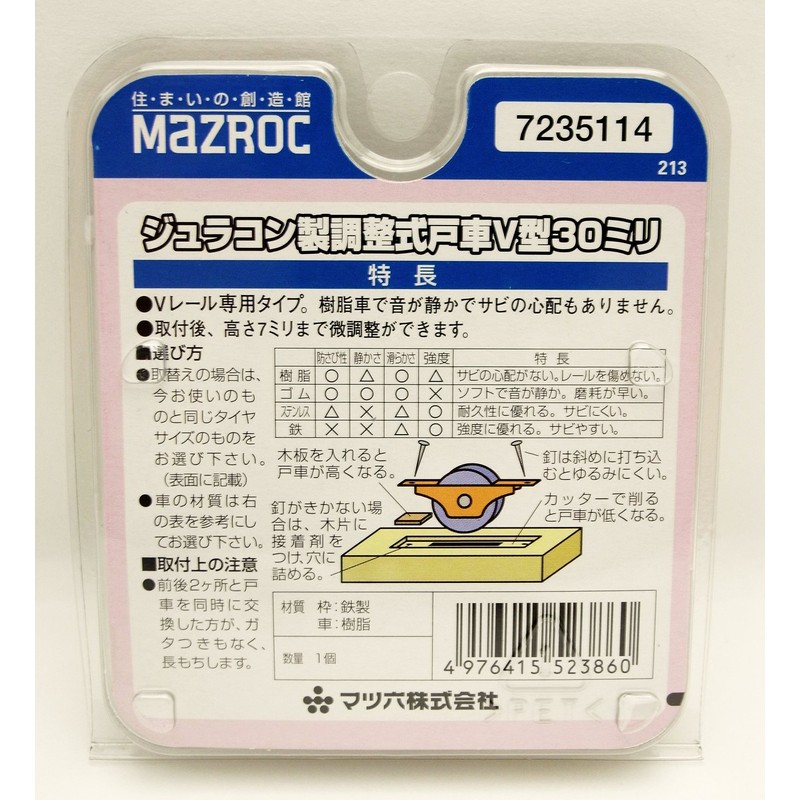 住・ま・い・の・創・造・館
MAZROC
7235114
213
ジュラコン製調整式戸車V型30ミリ
特 長
●Vレール専用タイプ。樹脂車で音が静かでサビの心配もありません。
●取付後、高さ7ミリまで微調整ができます。
■選び方
●取替えの場合は、
今お使いのも
のと同じタイヤ
サイズのものを
お選び下さい。
(表面に記載)
●車の材質は右
の表を参考にし
てお選び下さい。
■取付上の注意
●前後2ヶ所と戸
車を同時に交
換した方が、ガ
タつきもなく、
長もちします。
防さび性 静かさ 滑らかさ 強度 特 長
樹 脂 ○ △ ○ △ サビの心配がない。レールを傷めない。
ゴ ム ○ ○ ○ × ソフトで音が静か。磨耗が早い。
ステンレス △ × △ ○ 耐久性に優れる。サビにくい。
鉄 × × △ ○ 強度に優れる。サビやすい。
木板を入れると
戸車が高くなる。
釘は斜めに打ち込
むとゆるみにくい。
釘がきかない場
合は、木片に
接着剤を
つけ、穴に
詰める。
カッターで削る
と戸車が低くなる。
材質 枠:鉄製
車:樹脂
数量 1個
4 976415 523860
マツ六株式会社
>PET<